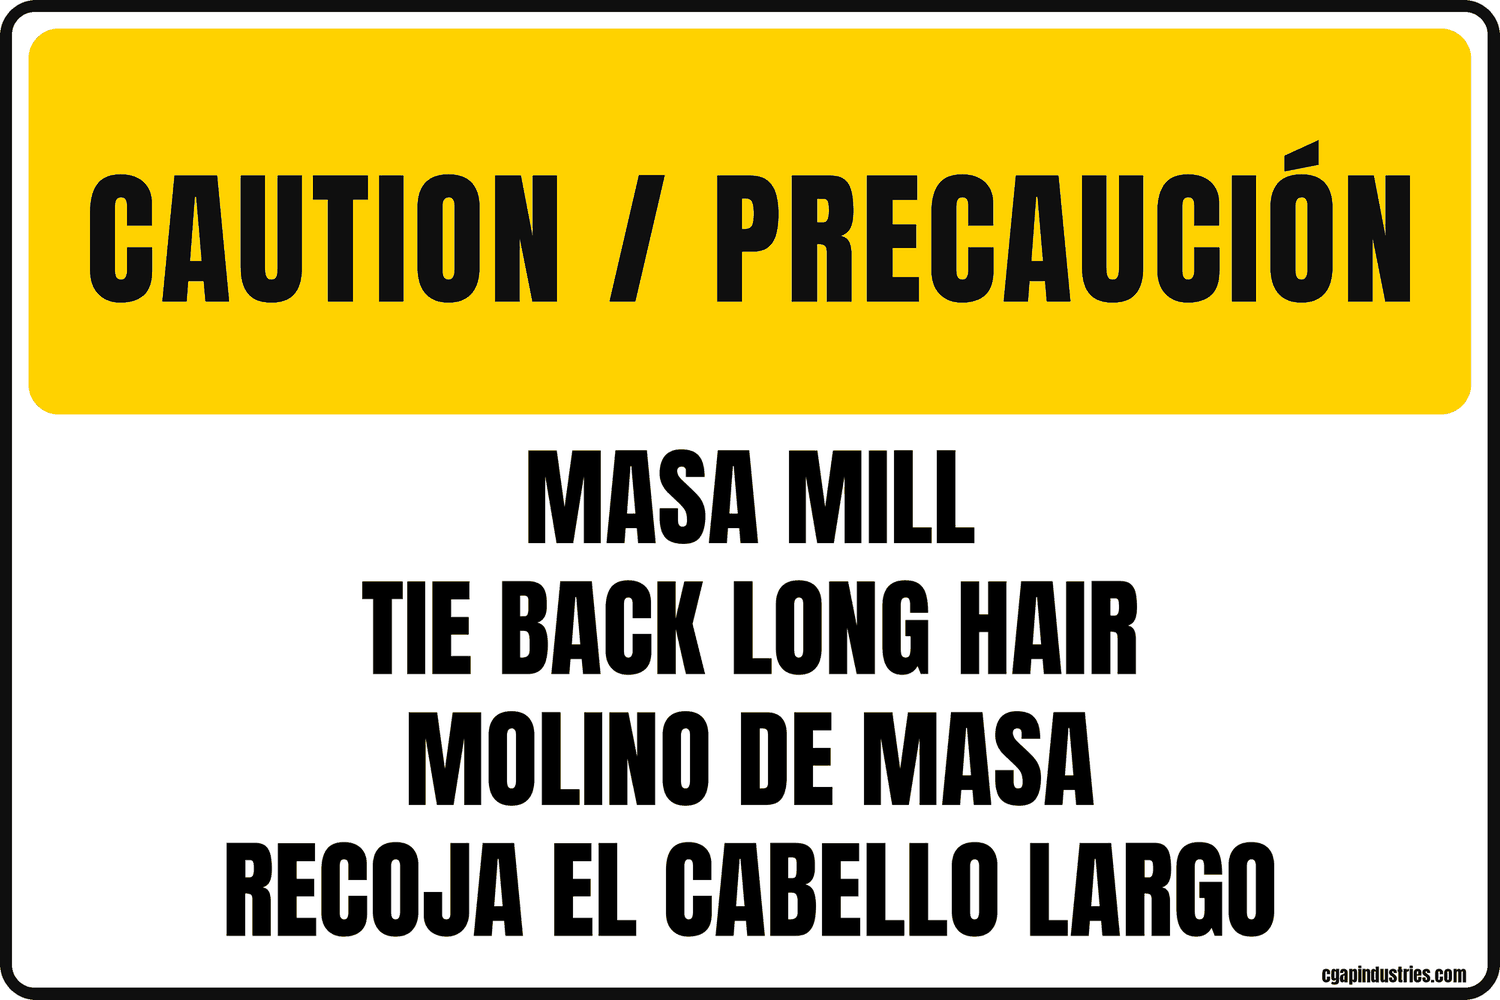 CAUTION / PRECAUCIÓN
MASA MILL
TIE BACK LONG HAIR
MOLINO DE MASA
RECOJA EL CABELLO LARGO
cgapindustries.com